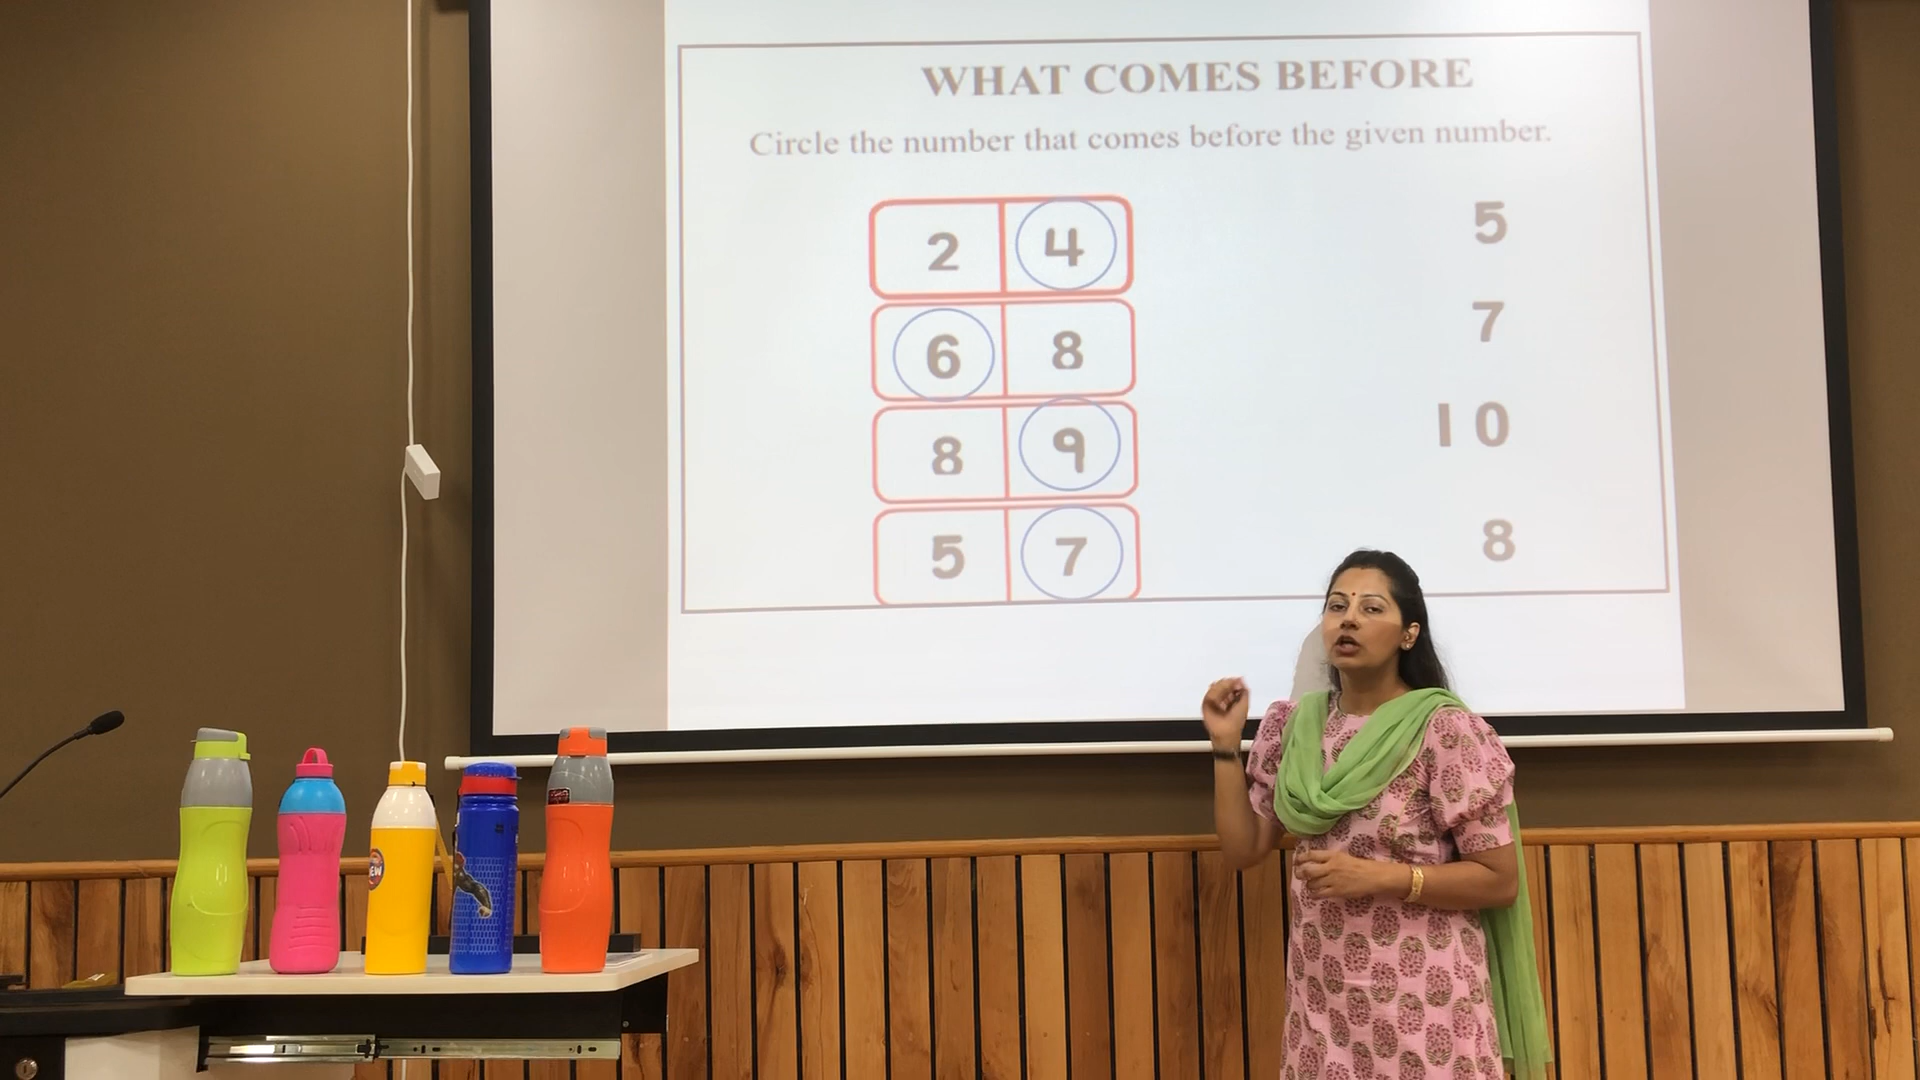 WHAT COMES BEFORE
Circle the number that comes before the given number.
2 4 5
6 8 7
8 9 10
5 7 8